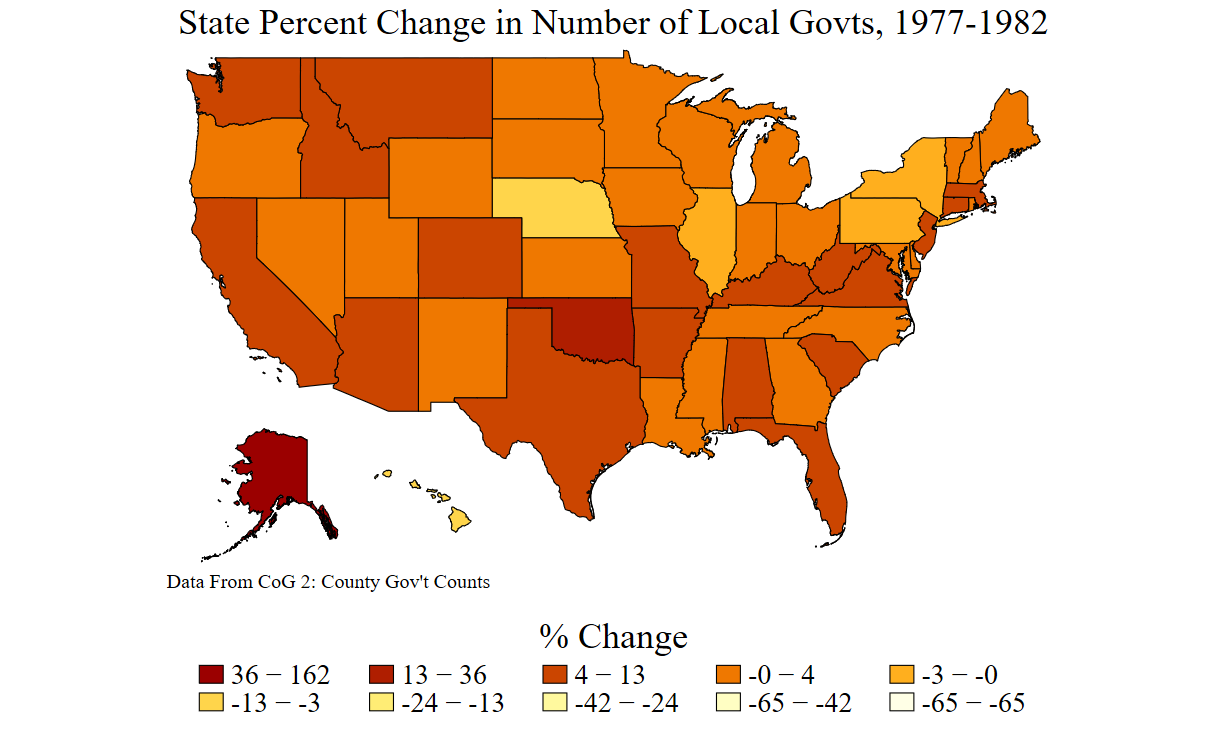 State Percent Change in Number of Local Govts, 1977-1982
Data From CoG 2: County Gov't Counts
% Change
36 − 162 13 − 36 4 − 13 -0 − 4 -3 − -0
-13 − -3 -24 − -13 -42 − -24 -65 − -42 -65 − -65